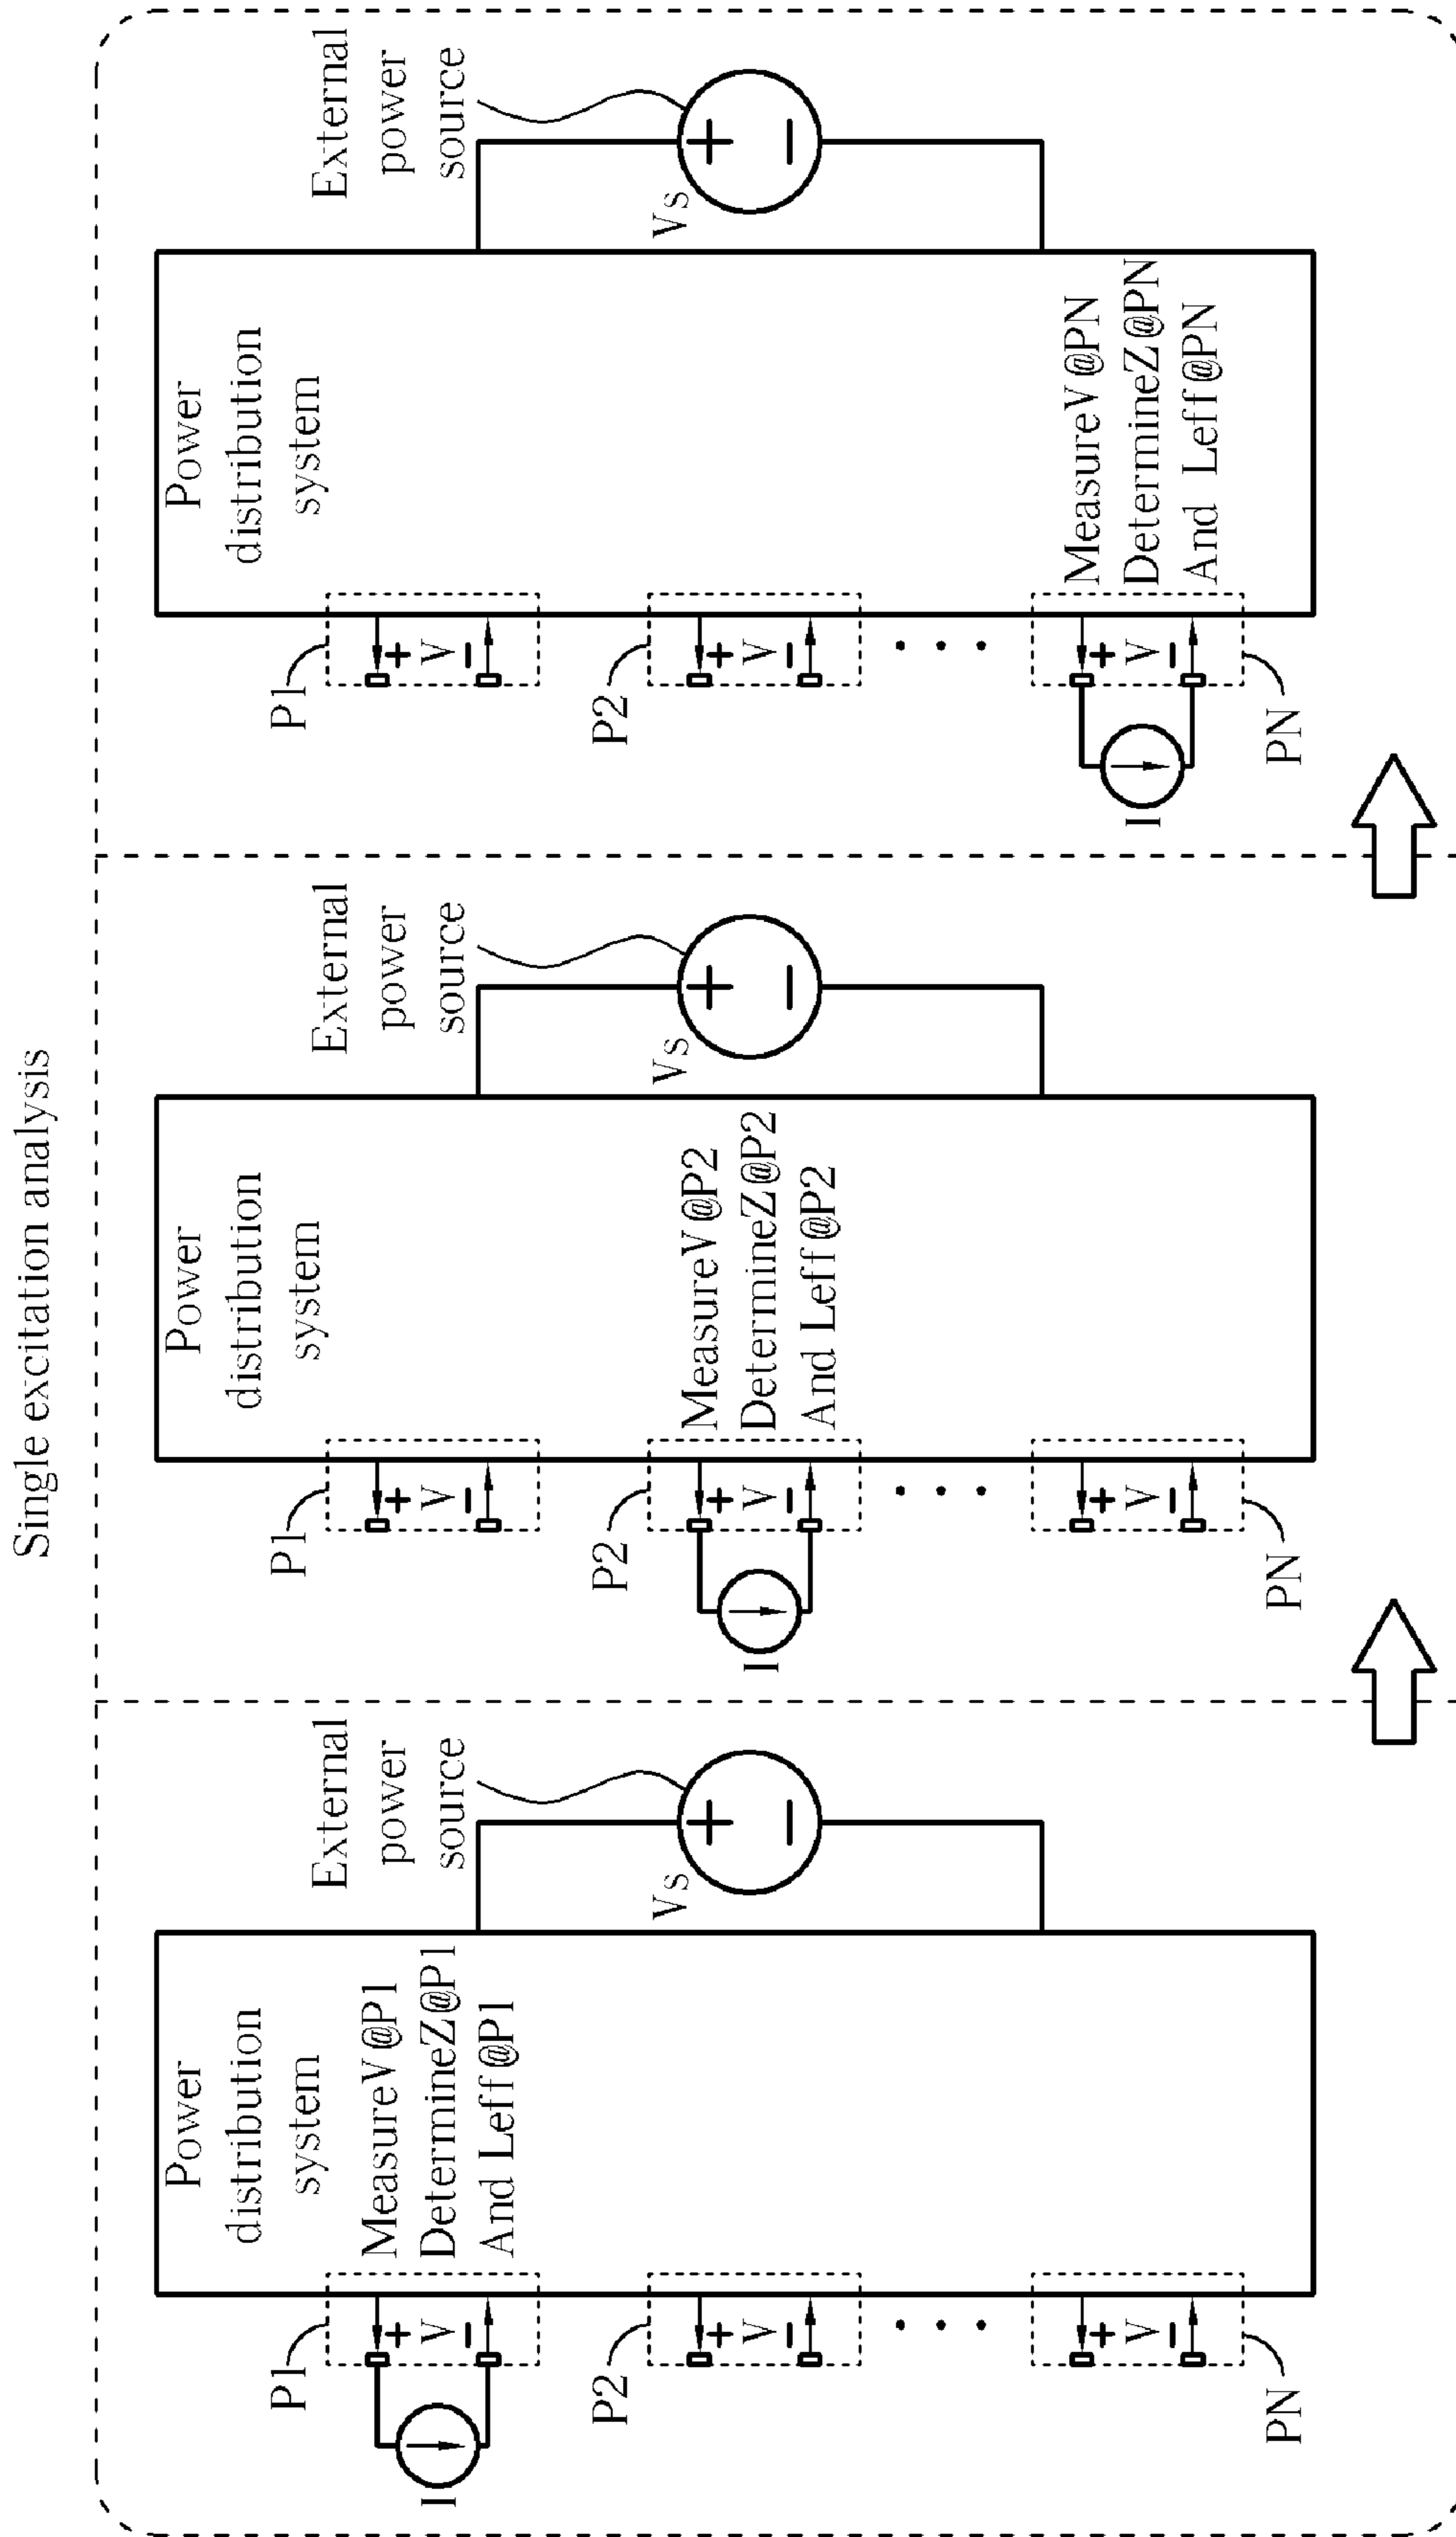 Single excitation analysis
Power
distribution
system
External
power
source
Vs
P1
MeasureV@P1
DetermineZ@P1
And Leff@P1
I
+
V
−
P2
+
V
−
• • •
PN
+
V
−
+
−
Power
distribution
system
External
power
source
Vs
P1
+
V
−
P2
MeasureV@P2
DetermineZ@P2
And Leff@P2
I
+
V
−
• • •
PN
+
V
−
+
−
Power
distribution
system
External
power
source
Vs
P1
+
V
−
P2
+
V
−
• • •
MeasureV@PN
DetermineZ@PN
And Leff@PN
I
+
V
−
PN
+
−